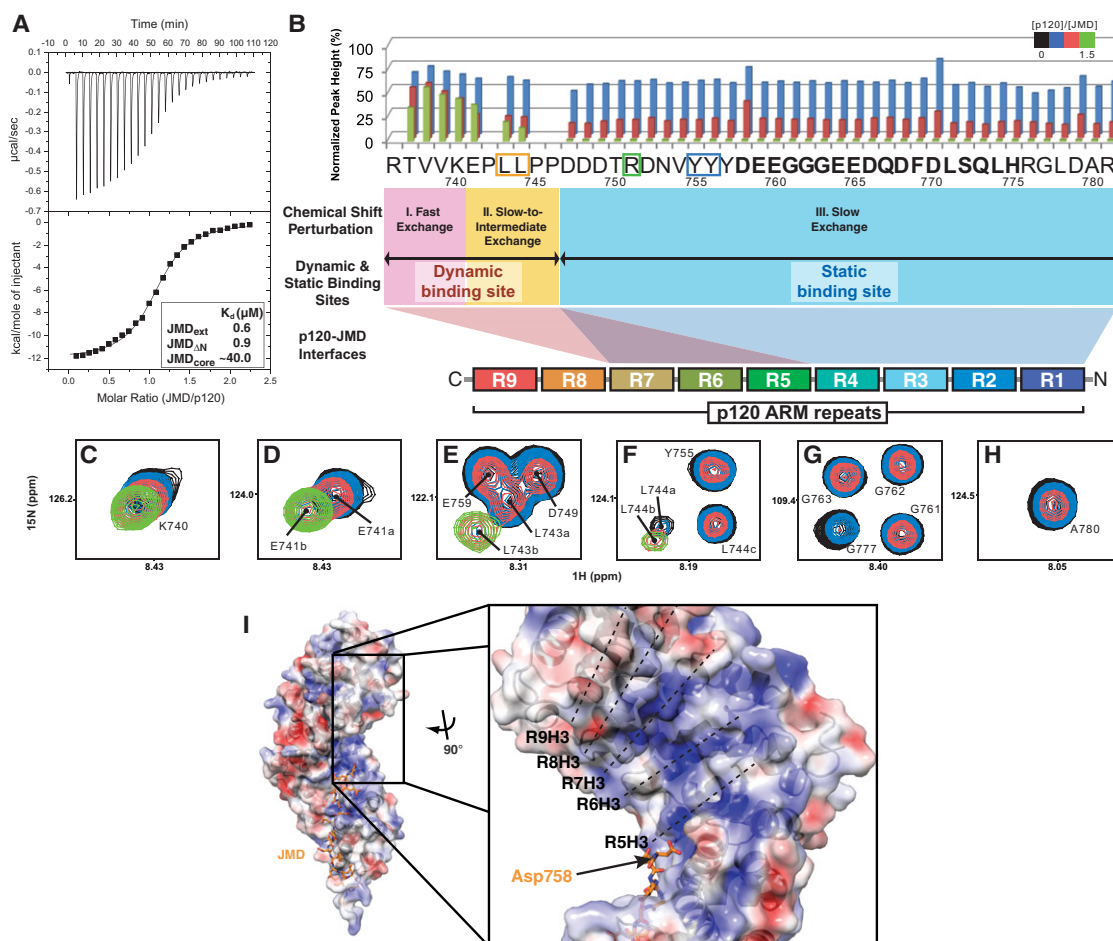 A
Time (min)
-10 0 10 20 30 40 50 60 70 80 90 100 110 120
0.1
0.0
-0.1
-0.2
-0.3
-0.4
-0.5
-0.6
-0.7
µcal/sec
0
-2
-4
-6
-8
-10
-12
kcal/mole of injectant
Kd (µM)
JMDext 0.6
JMDΔN 0.9
JMDcore ~40.0
0.0 0.5 1.0 1.5 2.0 2.5
Molar Ratio (JMD/p120)
B
[p120]/[JMD]
0 1.5
Normalized Peak Height (%)
100
75
50
25
0
RTVVKEPLLPPDDDTRDNVYYYDEEGGGEEDQDFDLSQLHRGLDAR
740 745 750 755 760 765 770 775 780
Chemical Shift Perturbation
I. Fast Exchange
II. Slow-to-Intermediate Exchange
III. Slow Exchange
Dynamic & Static Binding Sites
Dynamic binding site
Static binding site
p120-JMD Interfaces
C R9 R8 R7 R6 R5 R4 R3 R2 R1 N
p120 ARM repeats
C
126.2
K740
8.43
D
124.0
E741a
E741b
8.43
E
122.1
E759
D749
L743a
L743b
8.31
F
124.1
Y755
L744a
L744b
L744c
8.19
G
109.4
G763
G762
G761
G777
8.40
H
124.5
A780
8.05
15N (ppm)
1H (ppm)
I
JMD
90°
R9H3
R8H3
R7H3
R6H3
R5H3
Asp758